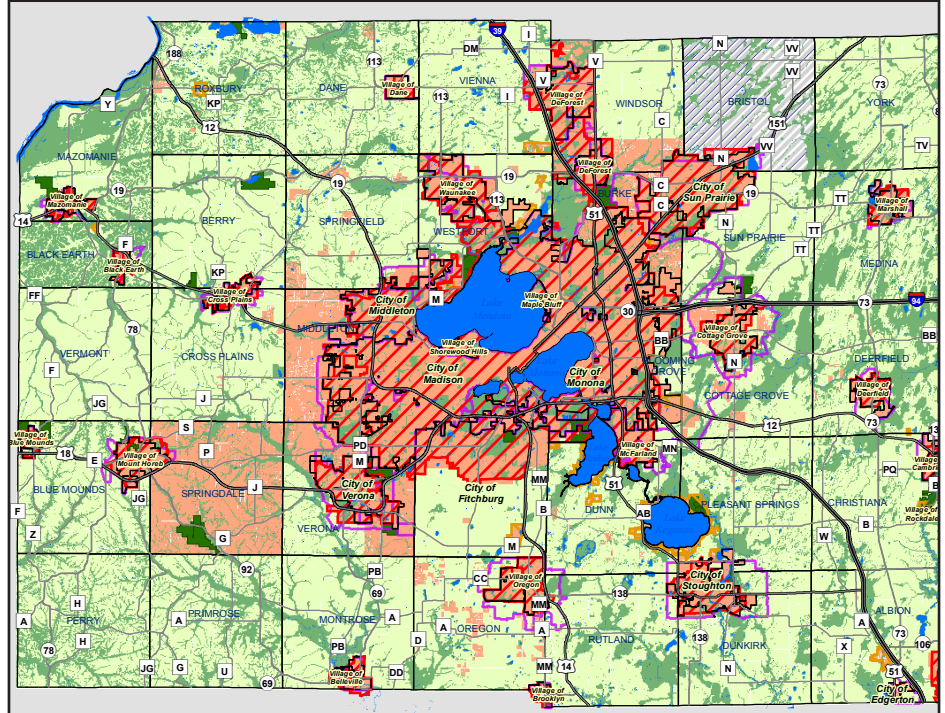 39
I
N
VV
188
DM
V
V
113
VIENNA
VV
73
ROXBURY
DANE
Village of
Dane
113
I
Village of
DeForest
WINDSOR
BRISTOL
YORK
KP
Y
12
C
151
TV
MAZOMANIE
Village of
DeForest
N
VV
19
19
19
C
City of
Sun Prairie
19
Village of
Waunakee
BURKE
C
TT
Village of
Marshall
Village of
Mazomanie
113
14
BERRY
SPRINGFIELD
WESTPORT
51
N
TT
SUN PRAIRIE
TT
F
BLACK EARTH
Village of
Black Earth
MEDINA
KP
FF
Village of
Cross Plains
City of
Middleton
M
Lake
Mendota
Village of
Maple Bluff
30
73
94
78
MIDDLETON
Village of
Cottage Grove
BB
VERMONT
CROSS PLAINS
Village of
Shorewood Hills
BB
N
DEERFIELD
F
City of
Madison
City of
Monona
Village of
Deerfield
JG
J
COTTAGE GROVE
S
12
73
Village of
Blue Mounds
18
E
Village of
Mount Horeb
P
PD
M
Village of
McFarland
MN
PQ
BLUE MOUNDS
JG
SPRINGDALE
J
City of
Verona
City of
Fitchburg
MM
51
F
Z
G
VERONA
B
DUNN
AB
PLEASANT SPRINGS
CHRISTIANA
B
W
M
92
PB
CC
Village of
Oregon
City of
Stoughton
H
69
138
PERRY
A
A
PRIMROSE
MONTROSE
A
MM
ALBION
H
D
A
OREGON
A
RUTLAND
138
DUNKIRK
A
73
78
PB
X
106
JG
G
U
DD
MM
14
N
69
Village of
Belleville
Village of
Brooklyn
51
City of
Edgerton